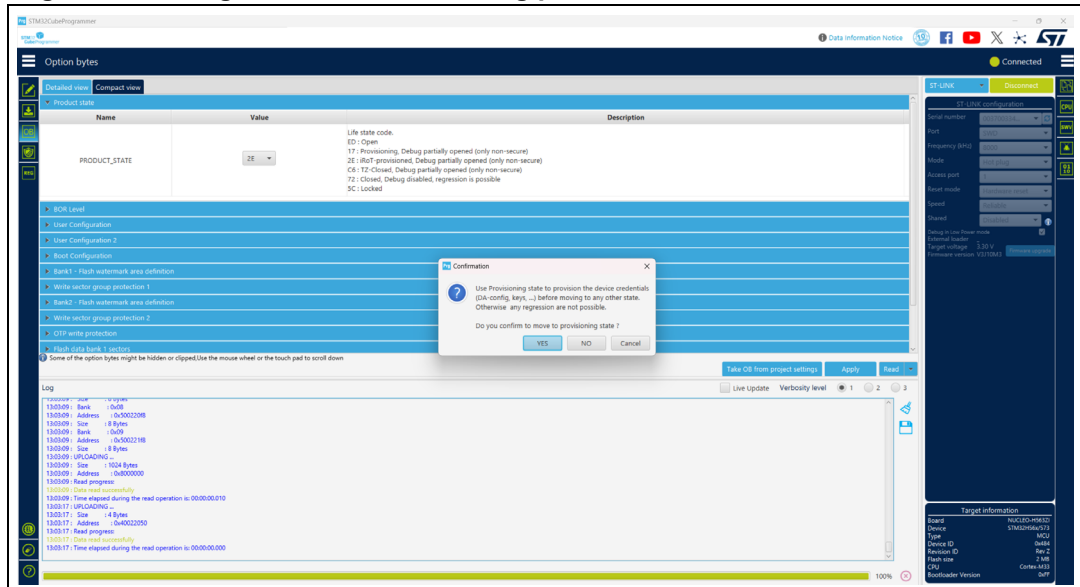 STM32CubeProgrammer
STM32
CubeProgrammer
Data Information Notice
Option bytes
Connected
Detailed view Compact view
ST-LINK Disconnect
Product state
Name Value Description
PRODUCT_STATE
2E
Life state code.
ED : Open
17 : Provisioning, Debug partially opened (only non-secure)
2E : iRoT-provisioned, Debug partially opened (only non-secure)
C6 : TZ-Closed, Debug partially opened (only non-secure)
72 : Closed, Debug disabled, regression is possible
5C : Locked
BOR Level
User Configuration
User Configuration 2
Boot Configuration
Bank1 - Flash watermark area definition
Write sector group protection 1
Bank2 - Flash watermark area definition
Write sector group protection 2
OTP write protection
Flash data bank 1 sectors
Some of the option bytes might be hidden or clipped,Use the mouse wheel or the touch pad to scroll down
Confirmation
Use Provisioning state to provision the device credentials
(DA-config, keys, ...) before moving to any other state.
Otherwise any regression are not possible.
Do you confirm to move to provisioning state ?
YES NO Cancel
Take OB from project settings Apply Read
Log
Live Update Verbosity level 1 2 3
13:03:09 : Bank : 0x08
13:03:09 : Address : 0x500220f8
13:03:09 : Size : 8 Bytes
13:03:09 : Bank : 0x09
13:03:09 : Address : 0x500221f8
13:03:09 : Size : 8 Bytes
13:03:09 : UPLOADING ...
13:03:09 : Size : 1024 Bytes
13:03:09 : Address : 0x8000000
13:03:09 : Read progress:
13:03:09 : Data read successfully
13:03:09 : Time elapsed during the read operation is: 00:00:00.010
13:03:17 : UPLOADING ...
13:03:17 : Size : 4 Bytes
13:03:17 : Address : 0x40022050
13:03:17 : Read progress:
13:03:17 : Data read successfully
13:03:17 : Time elapsed during the read operation is: 00:00:00.000
100%
ST-LINK configuration
Serial number
Port SWD
Frequency (kHz) 8000
Mode Hot plug
Access port 1
Reset mode Hardware reset
Speed Reliable
Shared Disabled
Debug in Low Power mode
External loader _
Target voltage 3.30 V
Firmware version V3J10M3 Firmware upgrade
Target information
Board NUCLEO-H563ZI
Device STM32H56x/573
Type MCU
Device ID 0x484
Revision ID Rev Z
Flash size 2 MB
CPU Cortex-M33
Bootloader Version 0xFF
OB
CPU
SWV
REG